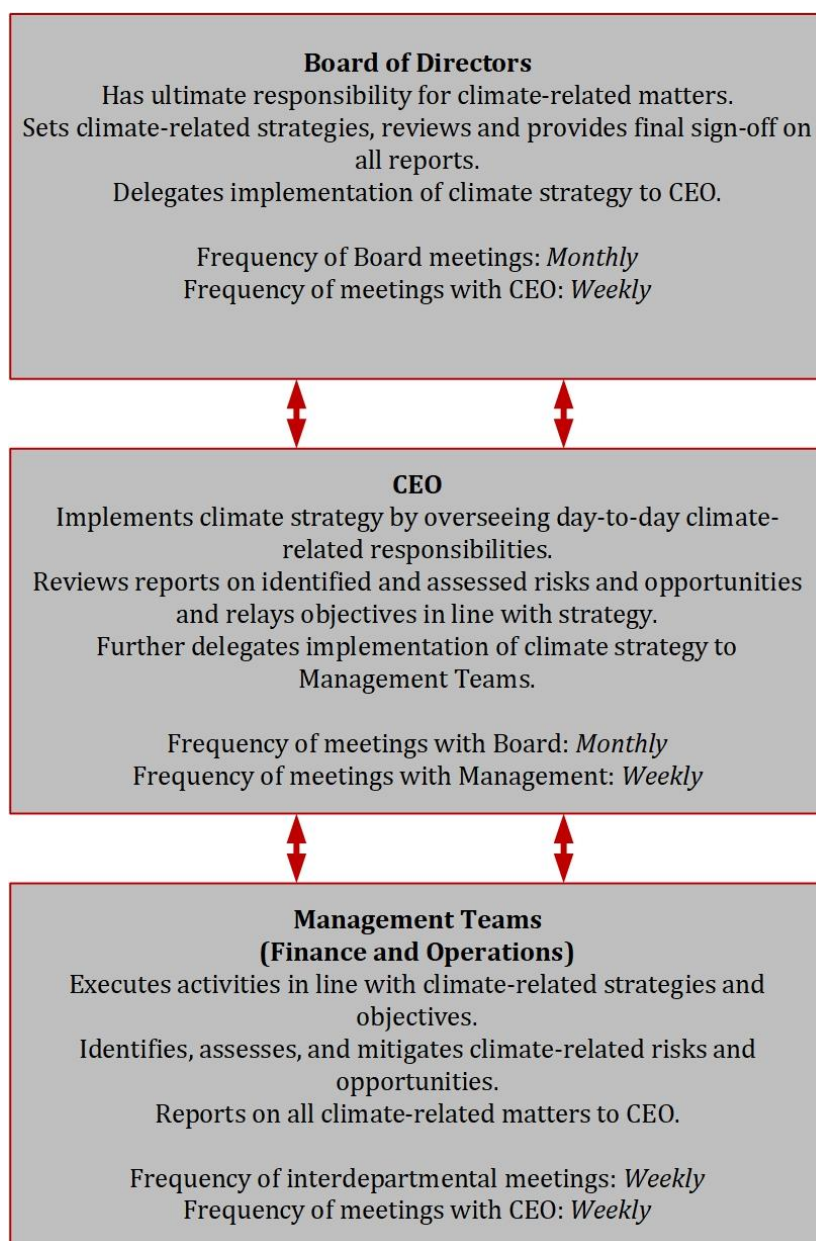 Board of Directors
Has ultimate responsibility for climate-related matters.
Sets climate-related strategies, reviews and provides final sign-off on
all reports.
Delegates implementation of climate strategy to CEO.
Frequency of Board meetings: Monthly
Frequency of meetings with CEO: Weekly
CEO
Implements climate strategy by overseeing day-to-day climate-
related responsibilities.
Reviews reports on identified and assessed risks and opportunities
and relays objectives in line with strategy.
Further delegates implementation of climate strategy to
Management Teams.
Frequency of meetings with Board: Monthly
Frequency of meetings with Management: Weekly
Management Teams
(Finance and Operations)
Executes activities in line with climate-related strategies and
objectives.
Identifies, assesses, and mitigates climate-related risks and
opportunities.
Reports on all climate-related matters to CEO.
Frequency of interdepartmental meetings: Weekly
Frequency of meetings with CEO: Weekly